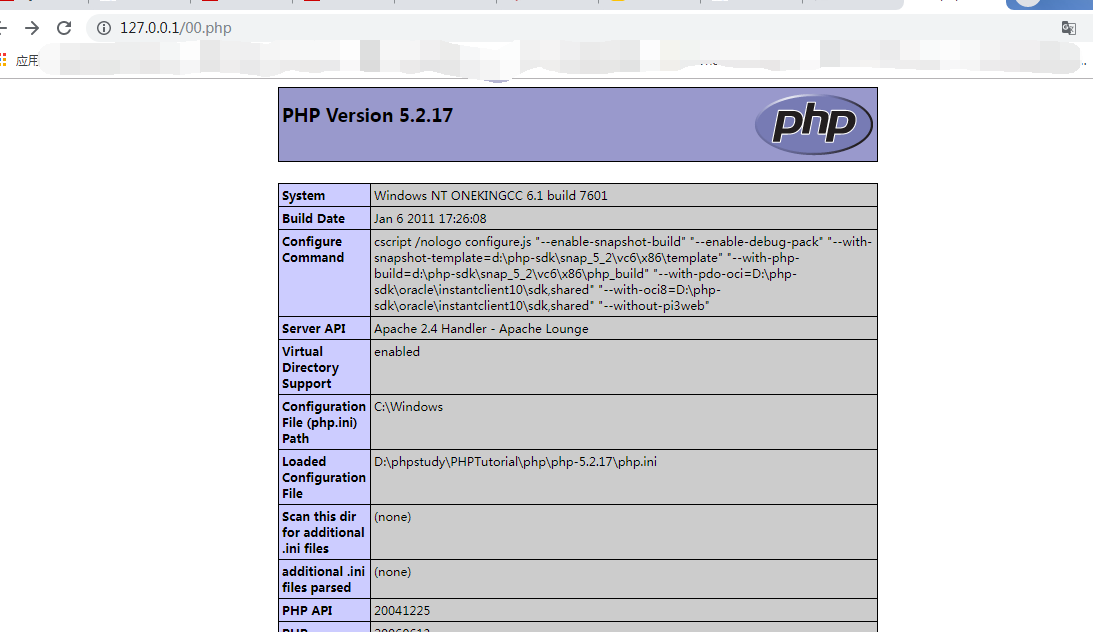 127.0.0.1/00.php
应用
PHP Version 5.2.17
php
System
Windows NT ONEKINGCC 6.1 build 7601
Build Date
Jan 6 2011 17:26:08
Configure
Command
cscript /nologo configure.js "--enable-snapshot-build" "--enable-debug-pack" "--with-
snapshot-template=d:\php-sdk\snap_5_2\vc6\x86\template" "--with-php-
build=d:\php-sdk\snap_5_2\vc6\x86\php_build" "--with-pdo-oci=D:\php-
sdk\oracle\instantclient10\sdk,shared" "--with-oci8=D:\php-
sdk\oracle\instantclient10\sdk,shared" "--without-pi3web"
Server API
Apache 2.4 Handler - Apache Lounge
Virtual
Directory
Support
enabled
Configuration
File (php.ini)
Path
C:\Windows
Loaded
Configuration
File
D:\phpstudy\PHPTutorial\php\php-5.2.17\php.ini
Scan this dir
for additional
.ini files
(none)
additional .ini
files parsed
(none)
PHP API
20041225
PHP
20060613